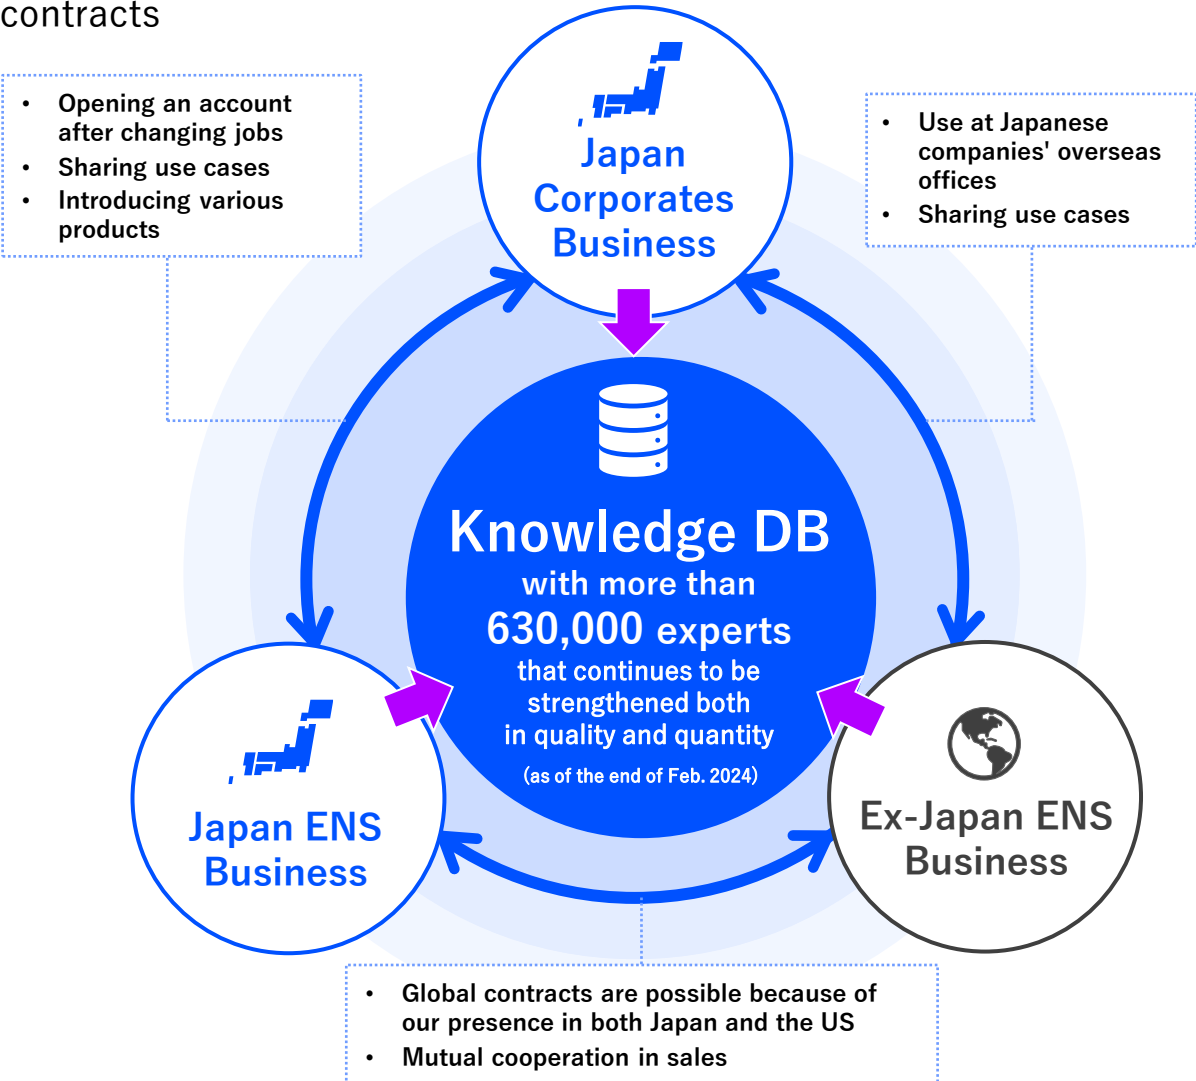 contracts
• Opening an account
after changing jobs
• Sharing use cases
• Introducing various
products
Japan
Corporates
Business
• Use at Japanese
companies' overseas
offices
• Sharing use cases
Knowledge DB
with more than
630,000 experts
that continues to be
strengthened both
in quality and quantity
(as of the end of Feb. 2024)
Japan ENS
Business
Ex-Japan ENS
Business
• Global contracts are possible because of
our presence in both Japan and the US
• Mutual cooperation in sales